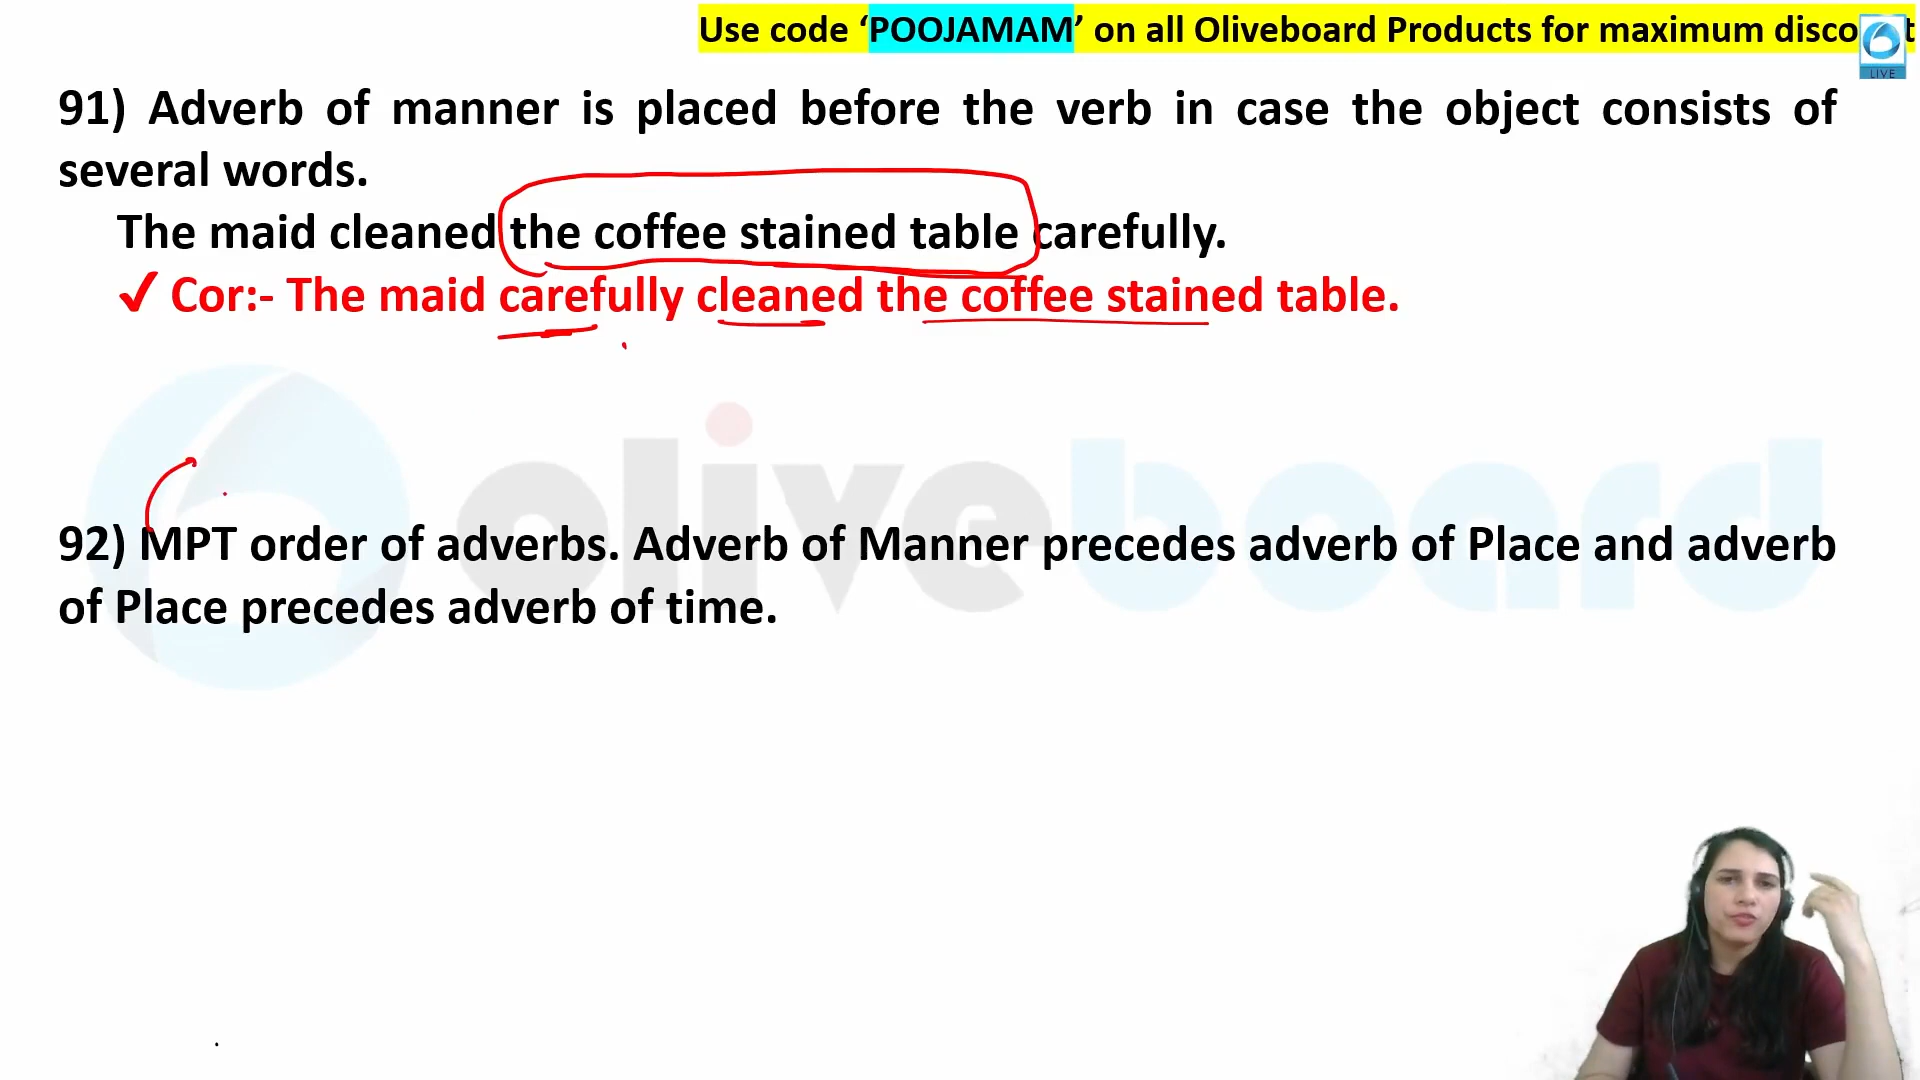 Use code ‘POOJAMAM’ on all Oliveboard Products for maximum
LIVE
91) Adverb of manner is placed before the verb in case the object consists of
several words.
The maid cleaned the coffee stained table carefully.
✔ Cor:- The maid carefully cleaned the coffee stained table.
oliveboard
92) MPT order of adverbs. Adverb of Manner precedes adverb of Place and adverb
of Place precedes adverb of time.